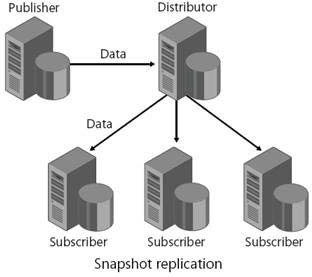 Publisher
Distributor
Data
Data
Subscriber
Subscriber
Subscriber
Snapshot replication